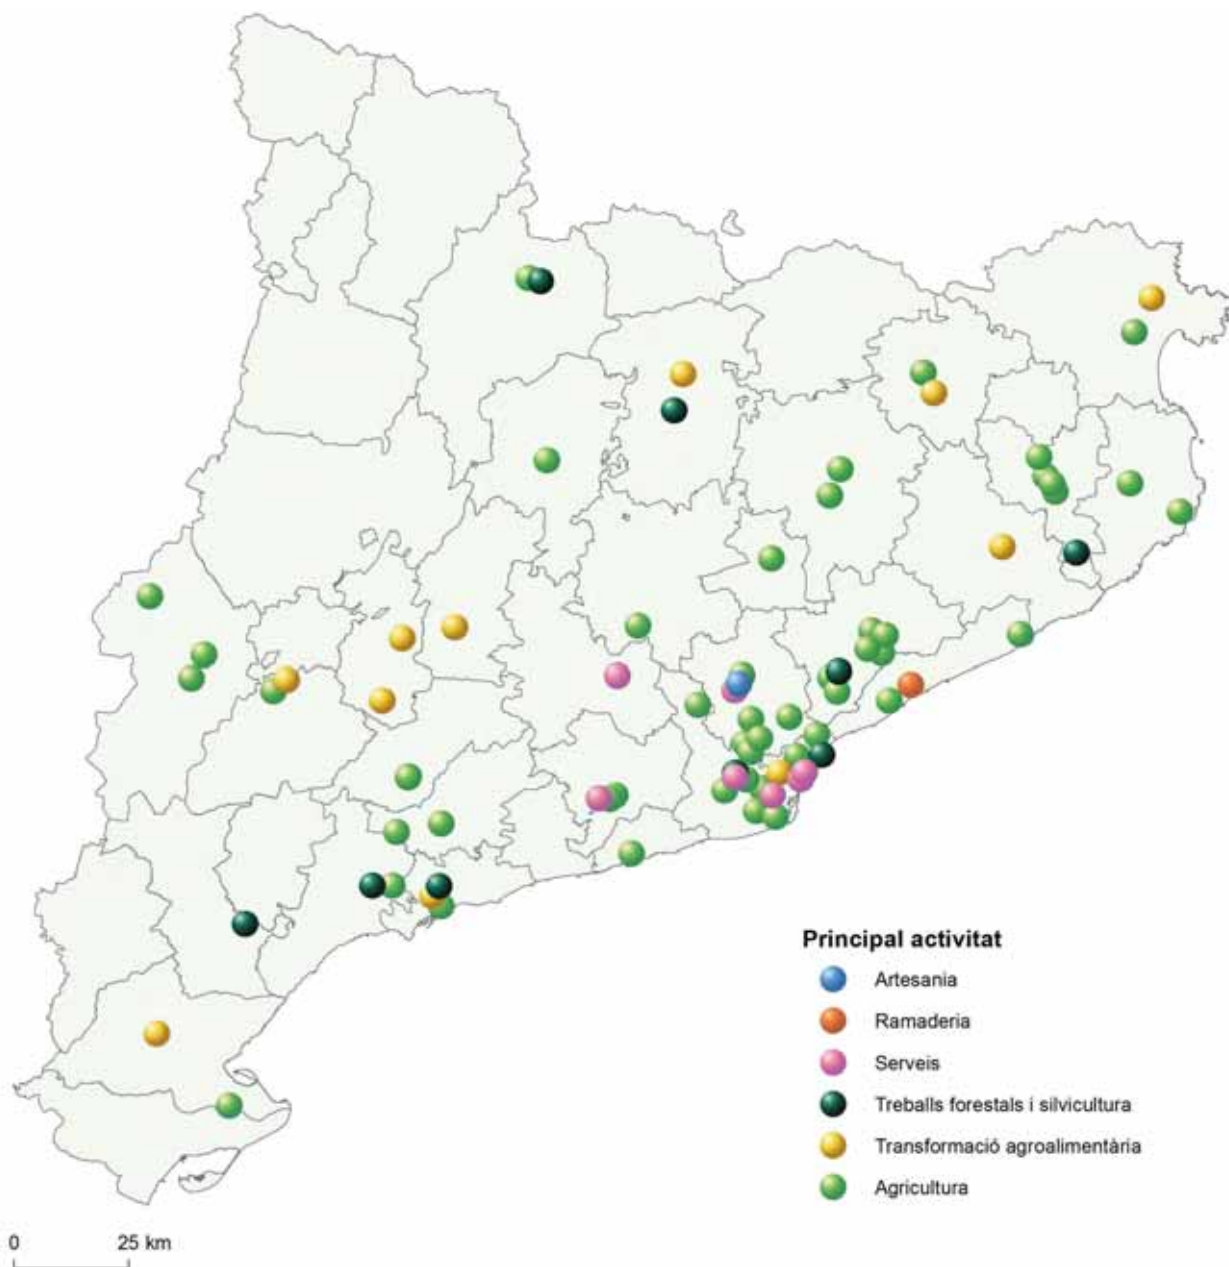 Principal activitat
Artesania
Ramaderia
Serveis
Treballs forestals i silvicultura
Transformació agroalimentària
Agricultura
0 25 km